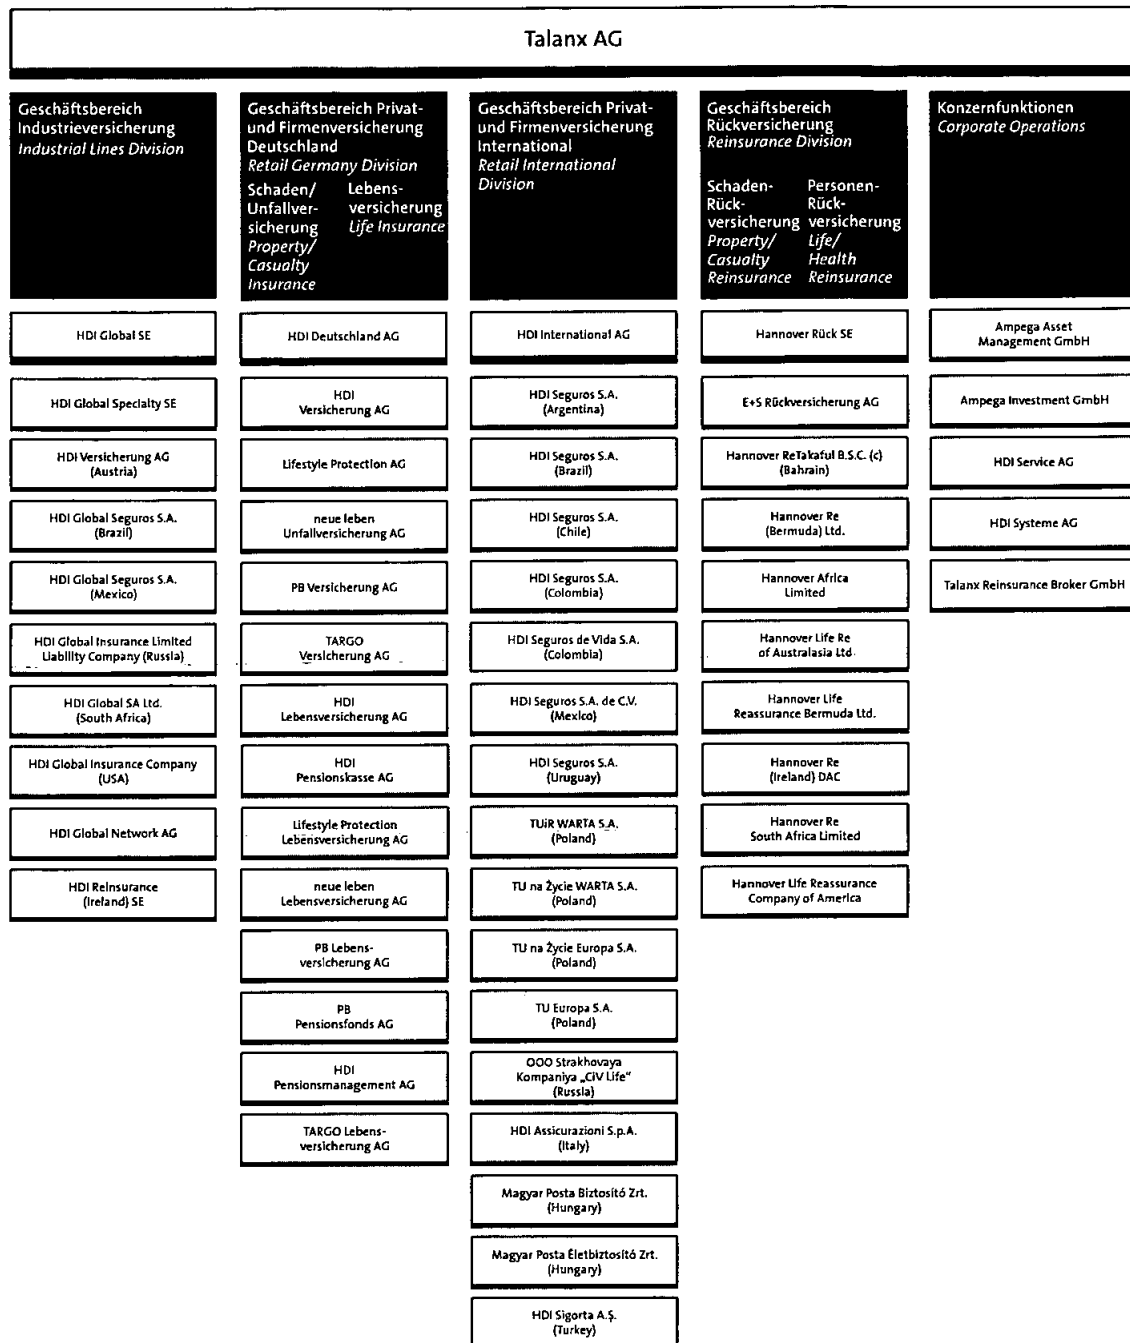 Talanx AG
Geschäftsbereich
Industrieversicherung
Industrial Lines Division
Geschäftsbereich Privat-
und Firmenversicherung
Deutschland
Retail Germany Division
Schaden/
Unfallver-
sicherung
Property/
Casualty
Insurance
Lebens-
versicherung
Life Insurance
Geschäftsbereich Privat-
und Firmenversicherung
International
Retail International
Division
Geschäftsbereich
Rückversicherung
Reinsurance Division
Schaden-
Rück-
versicherung
Property/
Casualty
Reinsurance
Personen-
Rück-
versicherung
Life/
Health
Reinsurance
Konzernfunktionen
Corporate Operations
HDI Global SE
HDI Global Specialty SE
HDI Versicherung AG
(Austria)
HDI Global Seguros S.A.
(Brazil)
HDI Global Seguros S.A.
(Mexico)
HDI Global Insurance Limited
Liability Company (Russia)
HDI Global SA Ltd.
(South Africa)
HDI Global Insurance Company
(USA)
HDI Global Network AG
HDI Reinsurance
(Ireland) SE
HDI Deutschland AG
HDI
Versicherung AG
Lifestyle Protection AG
neue leben
Unfallversicherung AG
PB Versicherung AG
TARGO
Versicherung AG
HDI
Lebensversicherung AG
HDI
Pensionskasse AG
Lifestyle Protection
Lebensversicherung AG
neue leben
Lebensversicherung AG
PB Lebens-
versicherung AG
PB
Pensionsfonds AG
HDI
Pensionsmanagement AG
TARGO Lebens-
versicherung AG
HDI International AG
HDI Seguros S.A.
(Argentina)
HDI Seguros S.A.
(Brazil)
HDI Seguros S.A.
(Chile)
HDI Seguros S.A.
(Colombia)
HDI Seguros de Vida S.A.
(Colombia)
HDI Seguros S.A. de C.V.
(Mexico)
HDI Seguros S.A.
(Uruguay)
TUiR WARTA S.A.
(Poland)
TU na Życie WARTA S.A.
(Poland)
TU na Życie Europa S.A.
(Poland)
TU Europa S.A.
(Poland)
OOO Strakhovaya
Kompaniya „CiV Life“
(Russia)
HDI Assicurazioni S.p.A.
(Italy)
Magyar Posta Biztosító Zrt.
(Hungary)
Magyar Posta Életbiztosító Zrt.
(Hungary)
HDI Sigorta A.Ş.
(Turkey)
Hannover Rück SE
E+S Rückversicherung AG
Hannover ReTakaful B.S.C. (c)
(Bahrain)
Hannover Re
(Bermuda) Ltd.
Hannover Africa
Limited
Hannover Life Re
of Australasia Ltd
Hannover Life
Reassurance Bermuda Ltd.
Hannover Re
(Ireland) DAC
Hannover Re
South Africa Limited
Hannover Life Reassurance
Company of America
Ampega Asset
Management GmbH
Ampega Investment GmbH
HDI Service AG
HDI Systeme AG
Talanx Reinsurance Broker GmbH